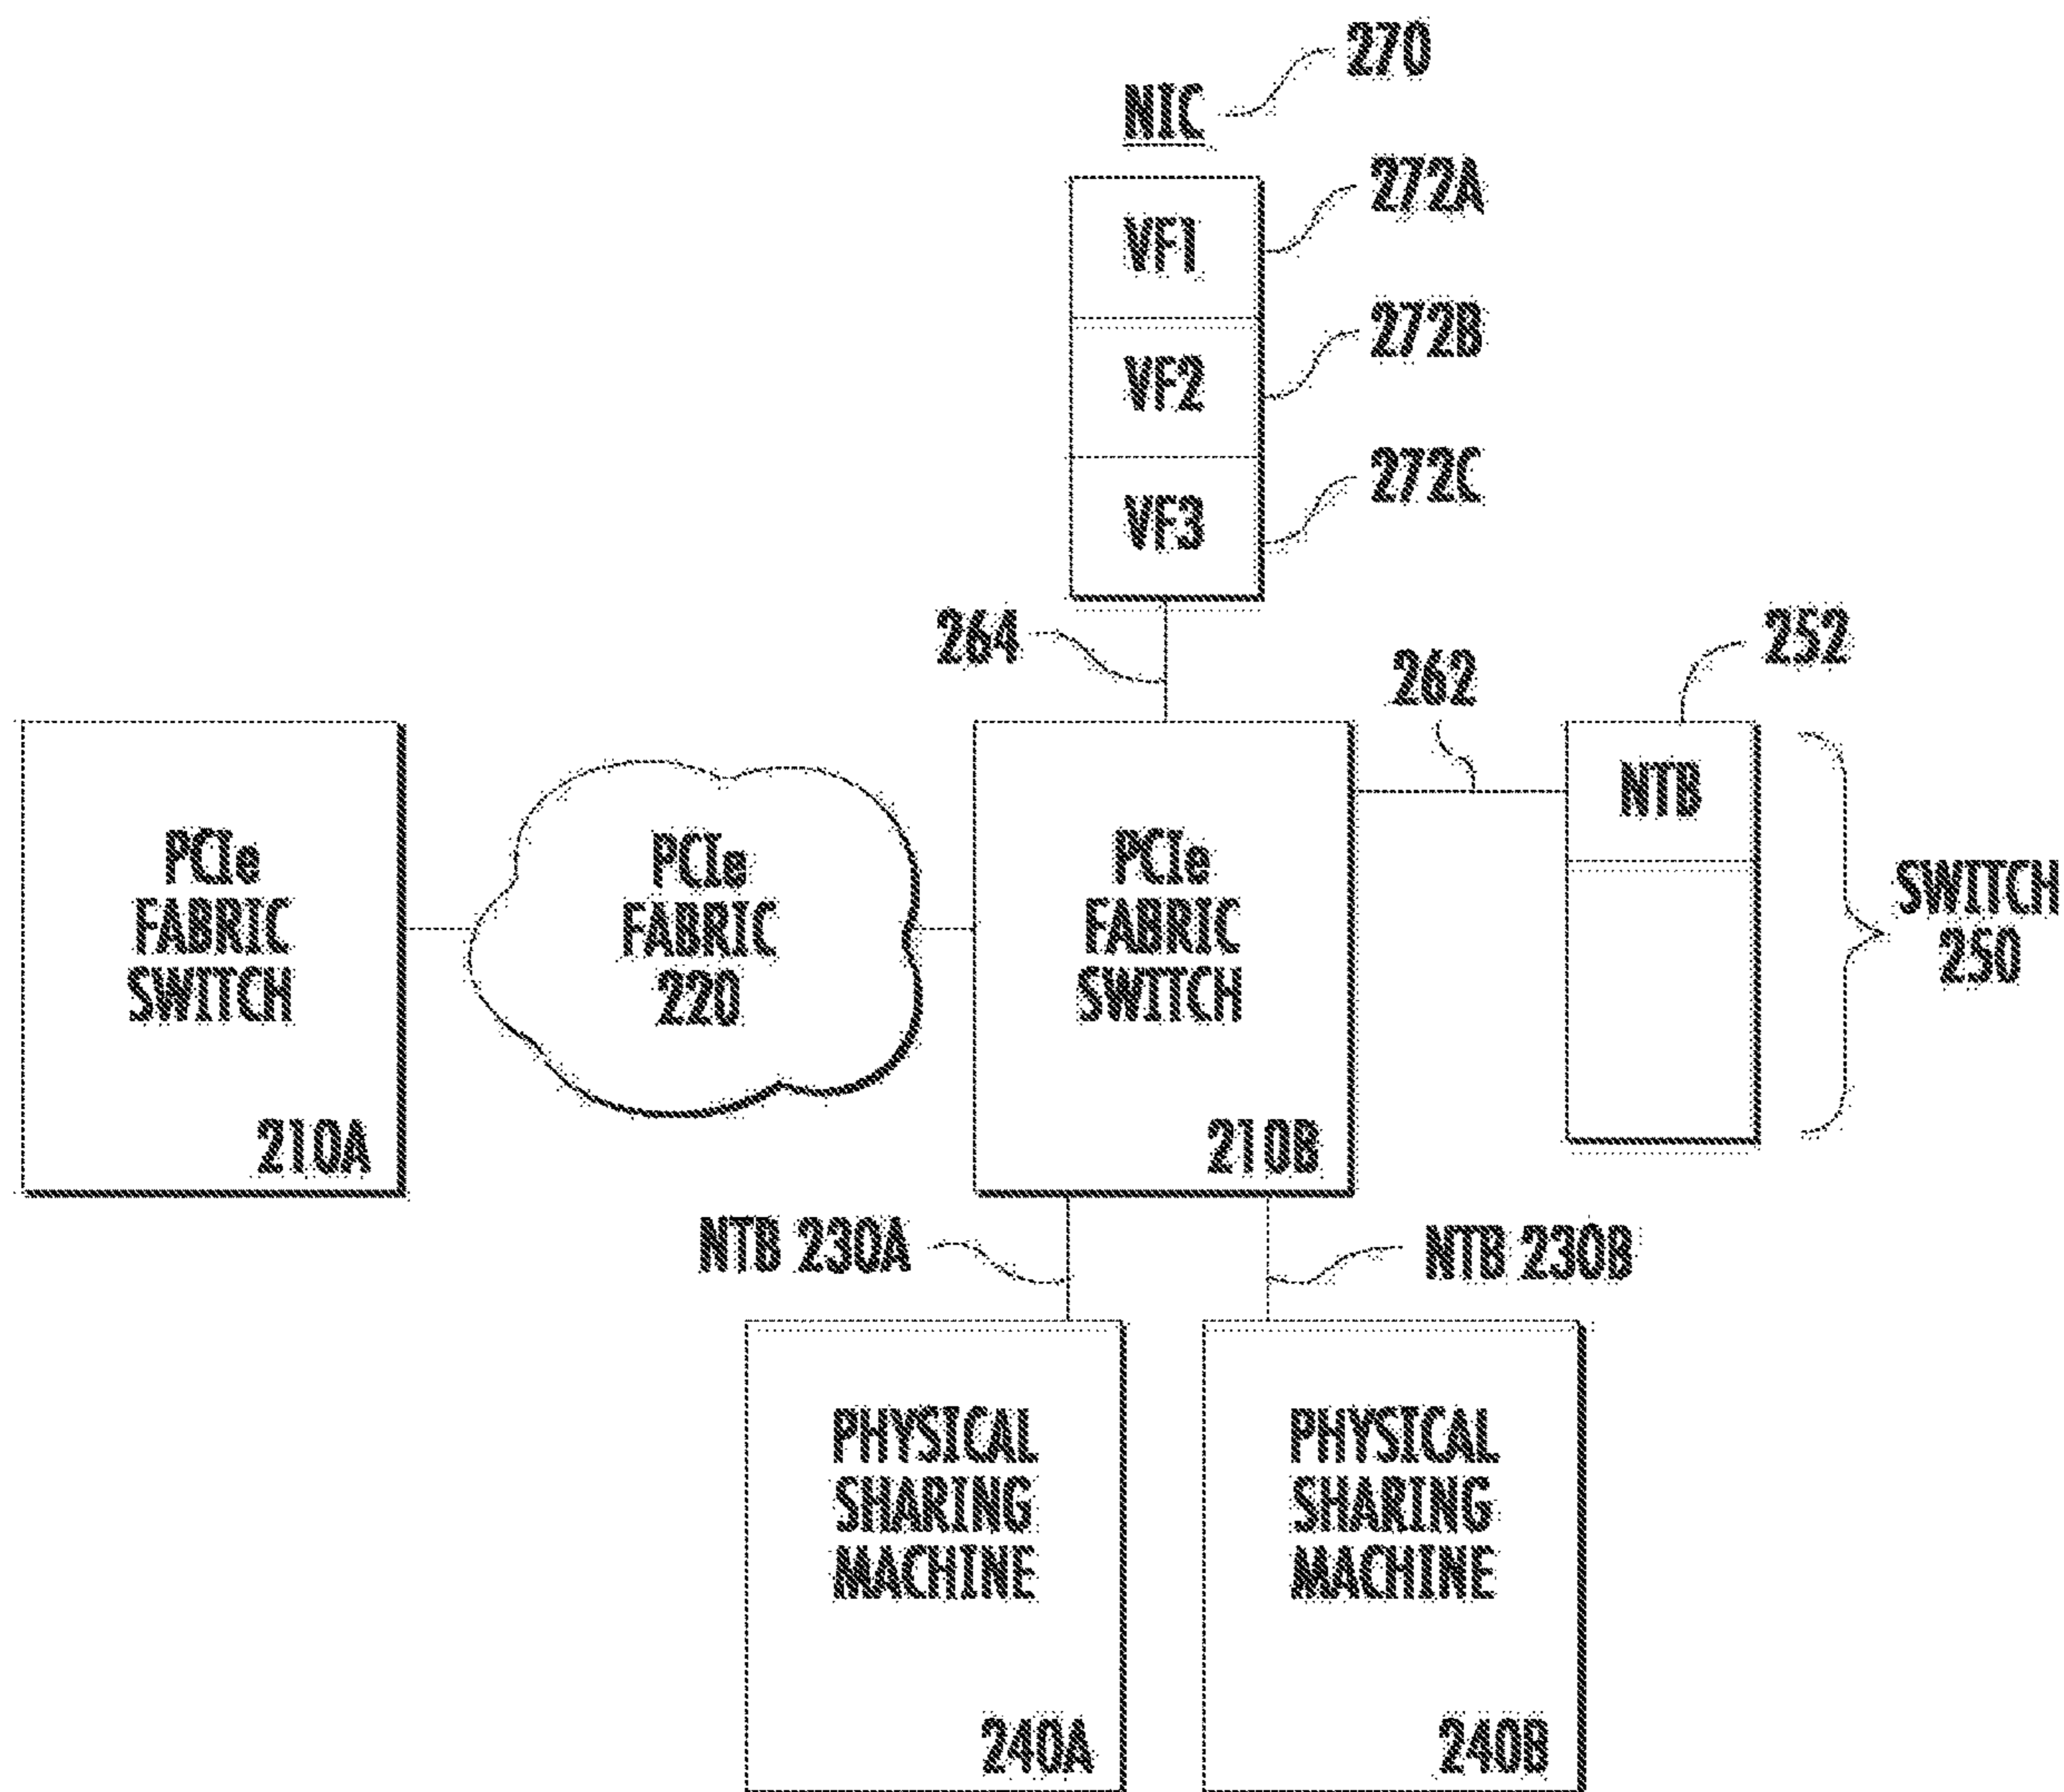 270
NIC
272A
VF1
272B
VF2
272C
VF3
264
252
262
NTB
PCIe
FABRIC
SWITCH
210A
PCIe
FABRIC
220
PCIe
FABRIC
SWITCH
210B
SWITCH
250
NTB 230A
NTB 230B
PHYSICAL
SHARING
MACHINE
240A
PHYSICAL
SHARING
MACHINE
240B